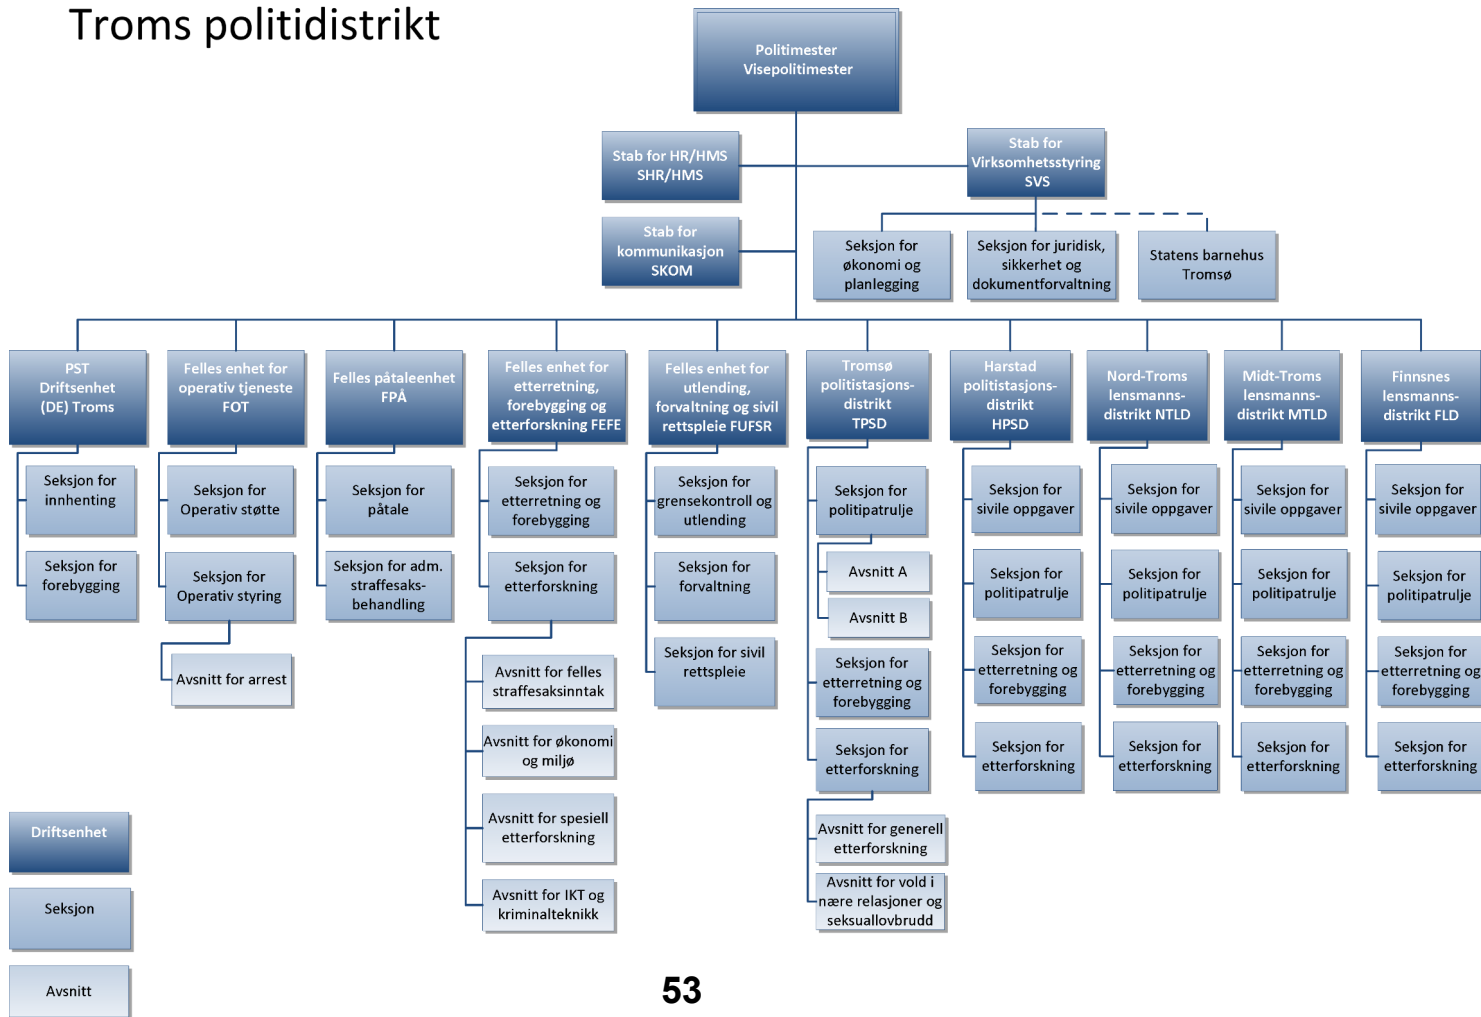 Troms politidistrikt
Politimester
Visepolitimester
Stab for HR/HMS
SHR/HMS
Stab for
Virksomhetsstyring
SVS
Stab for
kommunikasjon
SKOM
Seksjon for
økonomi og
planlegging
Seksjon for juridisk,
sikkerhet og
dokumentforvaltning
Statens barnehus
Tromsø
PST
Driftsenhet
(DE) Troms
Felles enhet for
operativ tjeneste
FOT
Felles påtaleenhet
FPÅ
Felles enhet for
etterretning,
forebygging og
etterforskning FEFE
Felles enhet for
utlending,
forvaltning og sivil
rettspleie FUFSR
Tromsø
politistasjons-
distrikt
TPSD
Harstad
politistasjons-
distrikt
HPSD
Nord-Troms
lensmanns-
distrikt NTLD
Midt-Troms
lensmanns-
distrikt MTLD
Finnsnes
lensmanns-
distrikt FLD
Seksjon for
innhenting
Seksjon for
forebygging
Seksjon for
Operativ støtte
Seksjon for
Operativ styring
Avsnitt for arrest
Seksjon for
påtale
Seksjon for adm.
straffesaks-
behandling
Seksjon for
etterretning og
forebygging
Seksjon for
etterforskning
Avsnitt for felles
straffesaksinntak
Avsnitt for økonomi
og miljø
Avsnitt for spesiell
etterforskning
Avsnitt for IKT og
kriminalteknikk
Seksjon for
grensekontroll og
utlending
Seksjon for
forvaltning
Seksjon for sivil
rettspleie
Seksjon for
politipatrulje
Avsnitt A
Avsnitt B
Seksjon for
etterretning og
forebygging
Seksjon for
etterforskning
Avsnitt for generell
etterforskning
Avsnitt for vold i
nære relasjoner og
seksuallovbrudd
Seksjon for
sivile oppgaver
Seksjon for
politipatrulje
Seksjon for
etterretning og
forebygging
Seksjon for
etterforskning
Seksjon for
sivile oppgaver
Seksjon for
politipatrulje
Seksjon for
etterretning og
forebygging
Seksjon for
etterforskning
Seksjon for
sivile oppgaver
Seksjon for
politipatrulje
Seksjon for
etterretning og
forebygging
Seksjon for
etterforskning
Seksjon for
sivile oppgaver
Seksjon for
politipatrulje
Seksjon for
etterretning og
forebygging
Seksjon for
etterforskning
Driftsenhet
Seksjon
Avsnitt
53